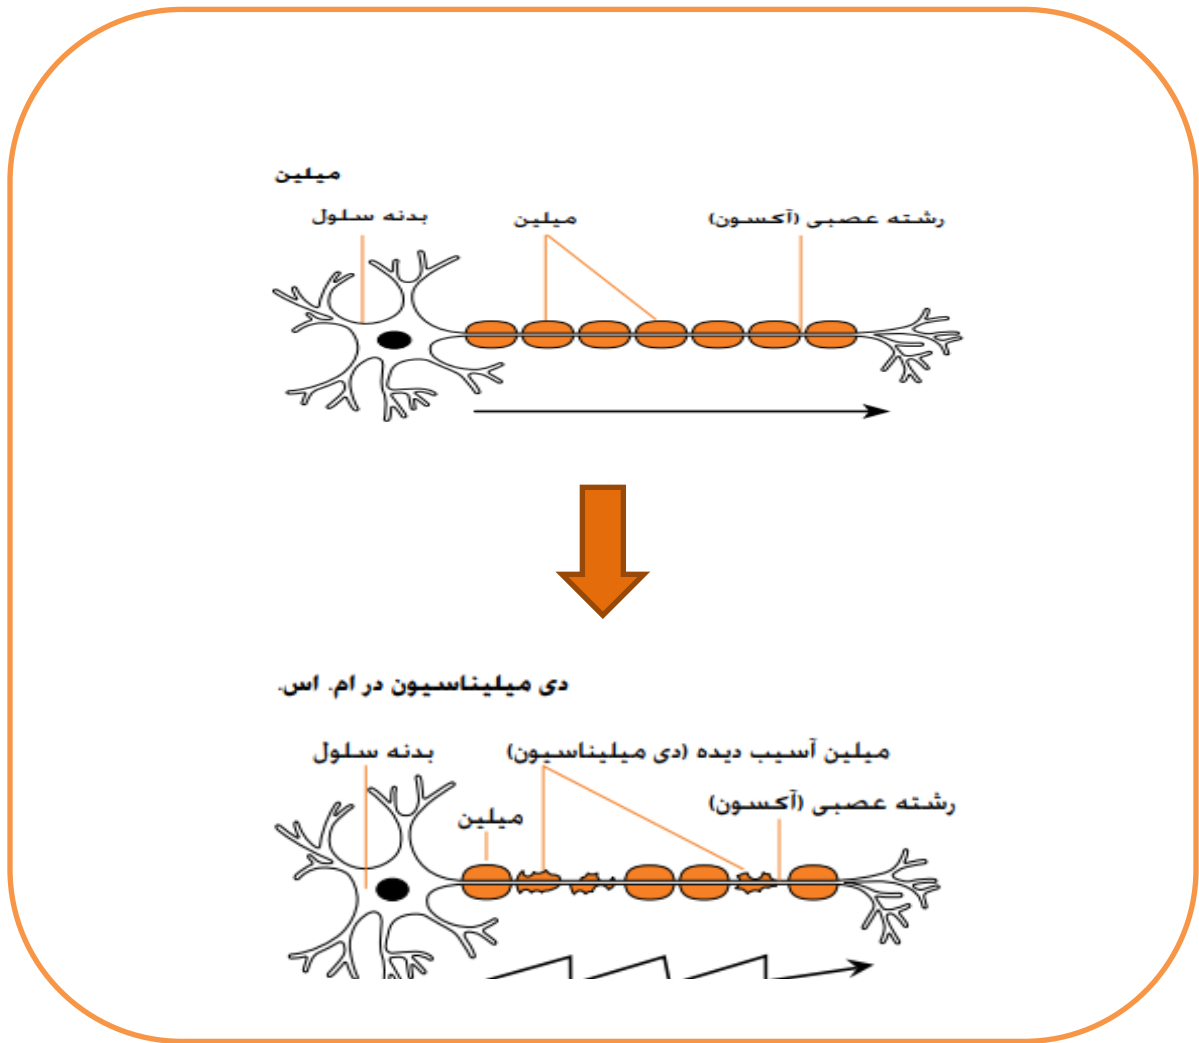 میلین
رشته عصبی (آکسون)
میلین
بدنه سلول
دی میلیناسیون در ام. اس.
میلین آسیب دیده (دی میلیناسیون)
بدنه سلول
رشته عصبی (آکسون)
میلین